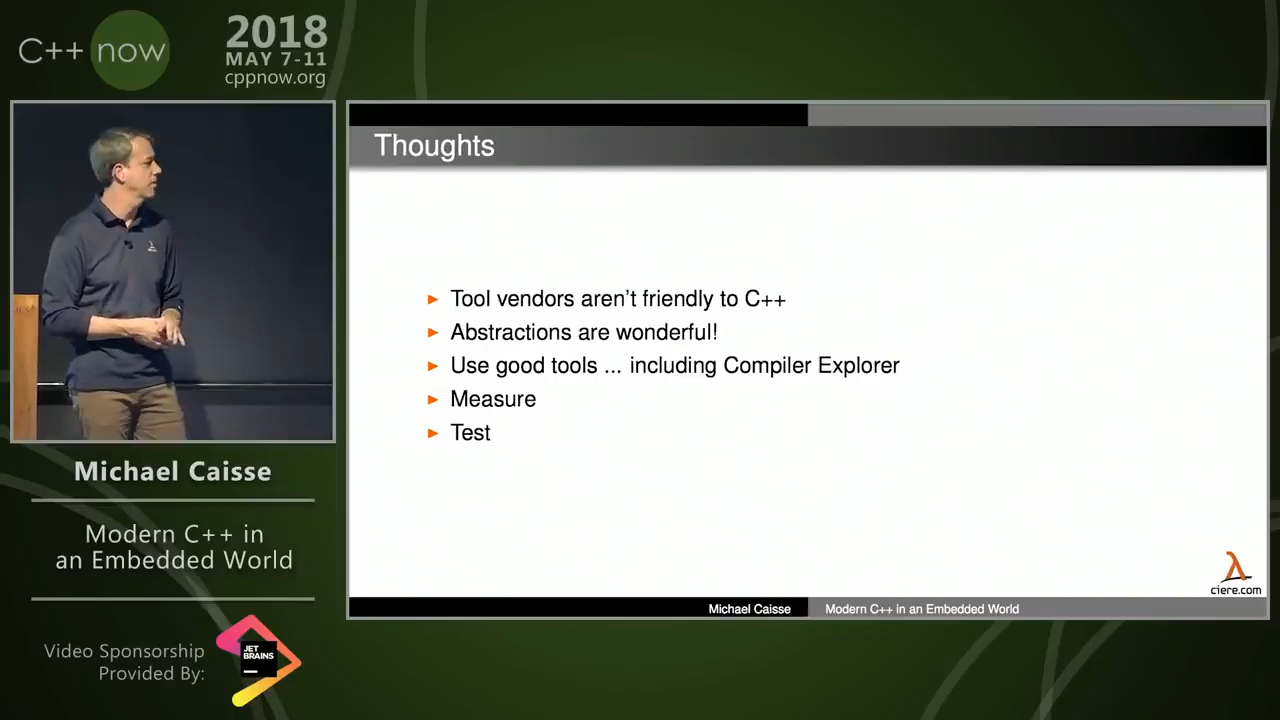 C++ now
2018
MAY 7-11
cppnow.org
Thoughts
Tool vendors aren't friendly to C++
Abstractions are wonderful!
Use good tools ... including Compiler Explorer
Measure
Test
λ
ciere.com
Michael Caisse
Modern C++ in an Embedded World
Michael Caisse
Modern C++ in
an Embedded World
Video Sponsorship
Provided By:
JET
BRAINS